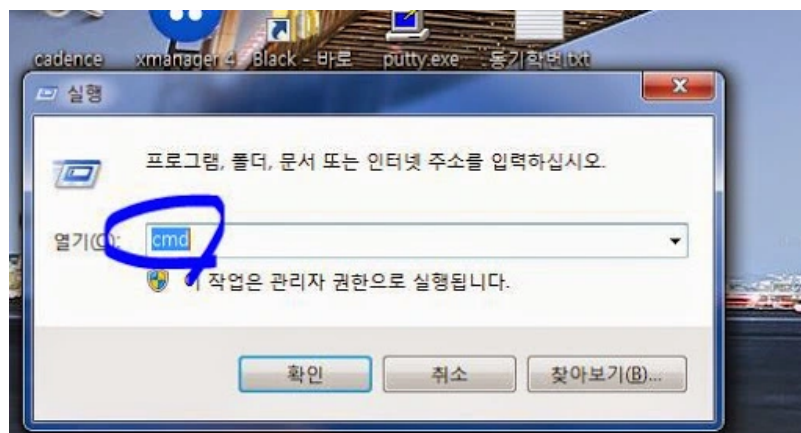 cadence xmanager 4 Black - 바로 putty.exe 동기학번.txt
실행
프로그램, 폴더, 문서 또는 인터넷 주소를 입력하십시오.
열기(O): cmd
이 작업은 관리자 권한으로 실행됩니다.
확인 취소 찾아보기(B)...